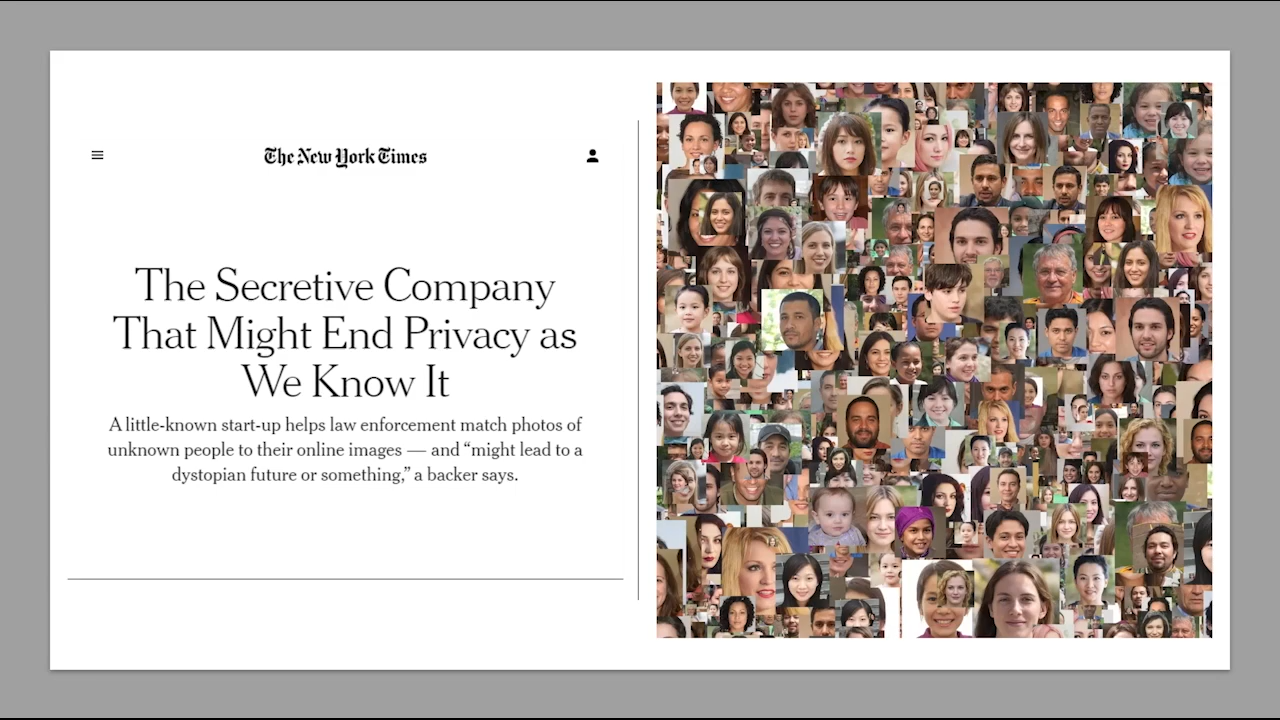 The New York Times
The Secretive Company
That Might End Privacy as
We Know It
A little-known start-up helps law enforcement match photos of
unknown people to their online images — and “might lead to a
dystopian future or something,” a backer says.